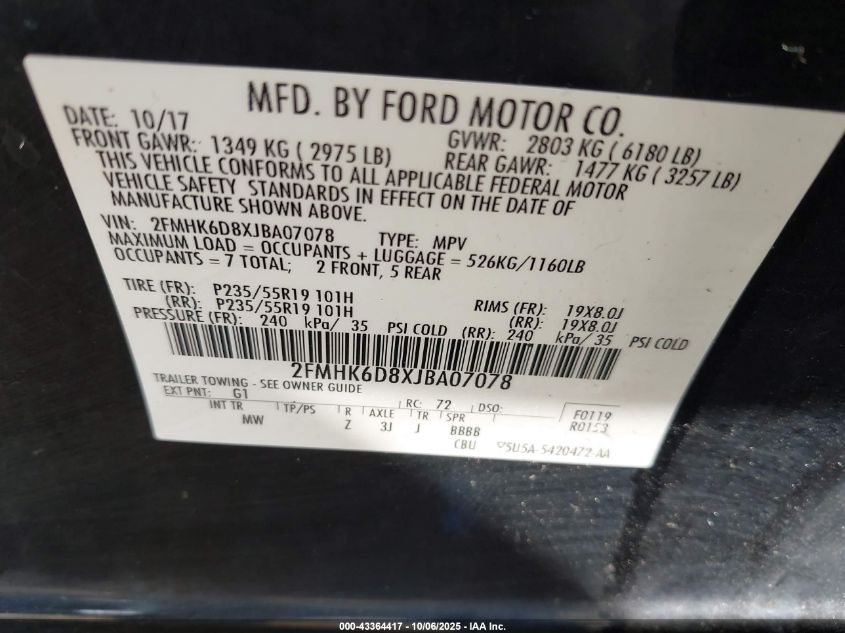 MFD. BY FORD MOTOR CO.
DATE: 10/17
GVWR: 2803 KG ( 6180 LB)
FRONT GAWR: 1349 KG ( 2975 LB)
REAR GAWR: 1477 KG ( 3257 LB)
THIS VEHICLE CONFORMS TO ALL APPLICABLE FEDERAL MOTOR
VEHICLE SAFETY STANDARDS IN EFFECT ON THE DATE OF
MANUFACTURE SHOWN ABOVE.
VIN: 2FMHK6D8XJBA07078 TYPE: MPV
MAXIMUM LOAD = OCCUPANTS + LUGGAGE = 526KG/1160LB
OCCUPANTS = 7 TOTAL; 2 FRONT, 5 REAR
TIRE (FR): P235/55R19 101H RIMS (FR): 19X8.0J
(RR): P235/55R19 101H (RR): 19X8.0J
PRESSURE (FR): 240 kPa/ 35 PSI COLD (RR): 240 kPa/ 35 PSI COLD
2FMHK6D8XJBA07078
TRAILER TOWING - SEE OWNER GUIDE
EXT PNT: G1 RC: 72 DSO:
INT TR TP/PS R AXLE TR SPR
MW Z 3J J BBBB
CBU
F0119
R0153
5U5A-5420472-AA
000-43364417 - 10/06/2025 - IAA Inc.